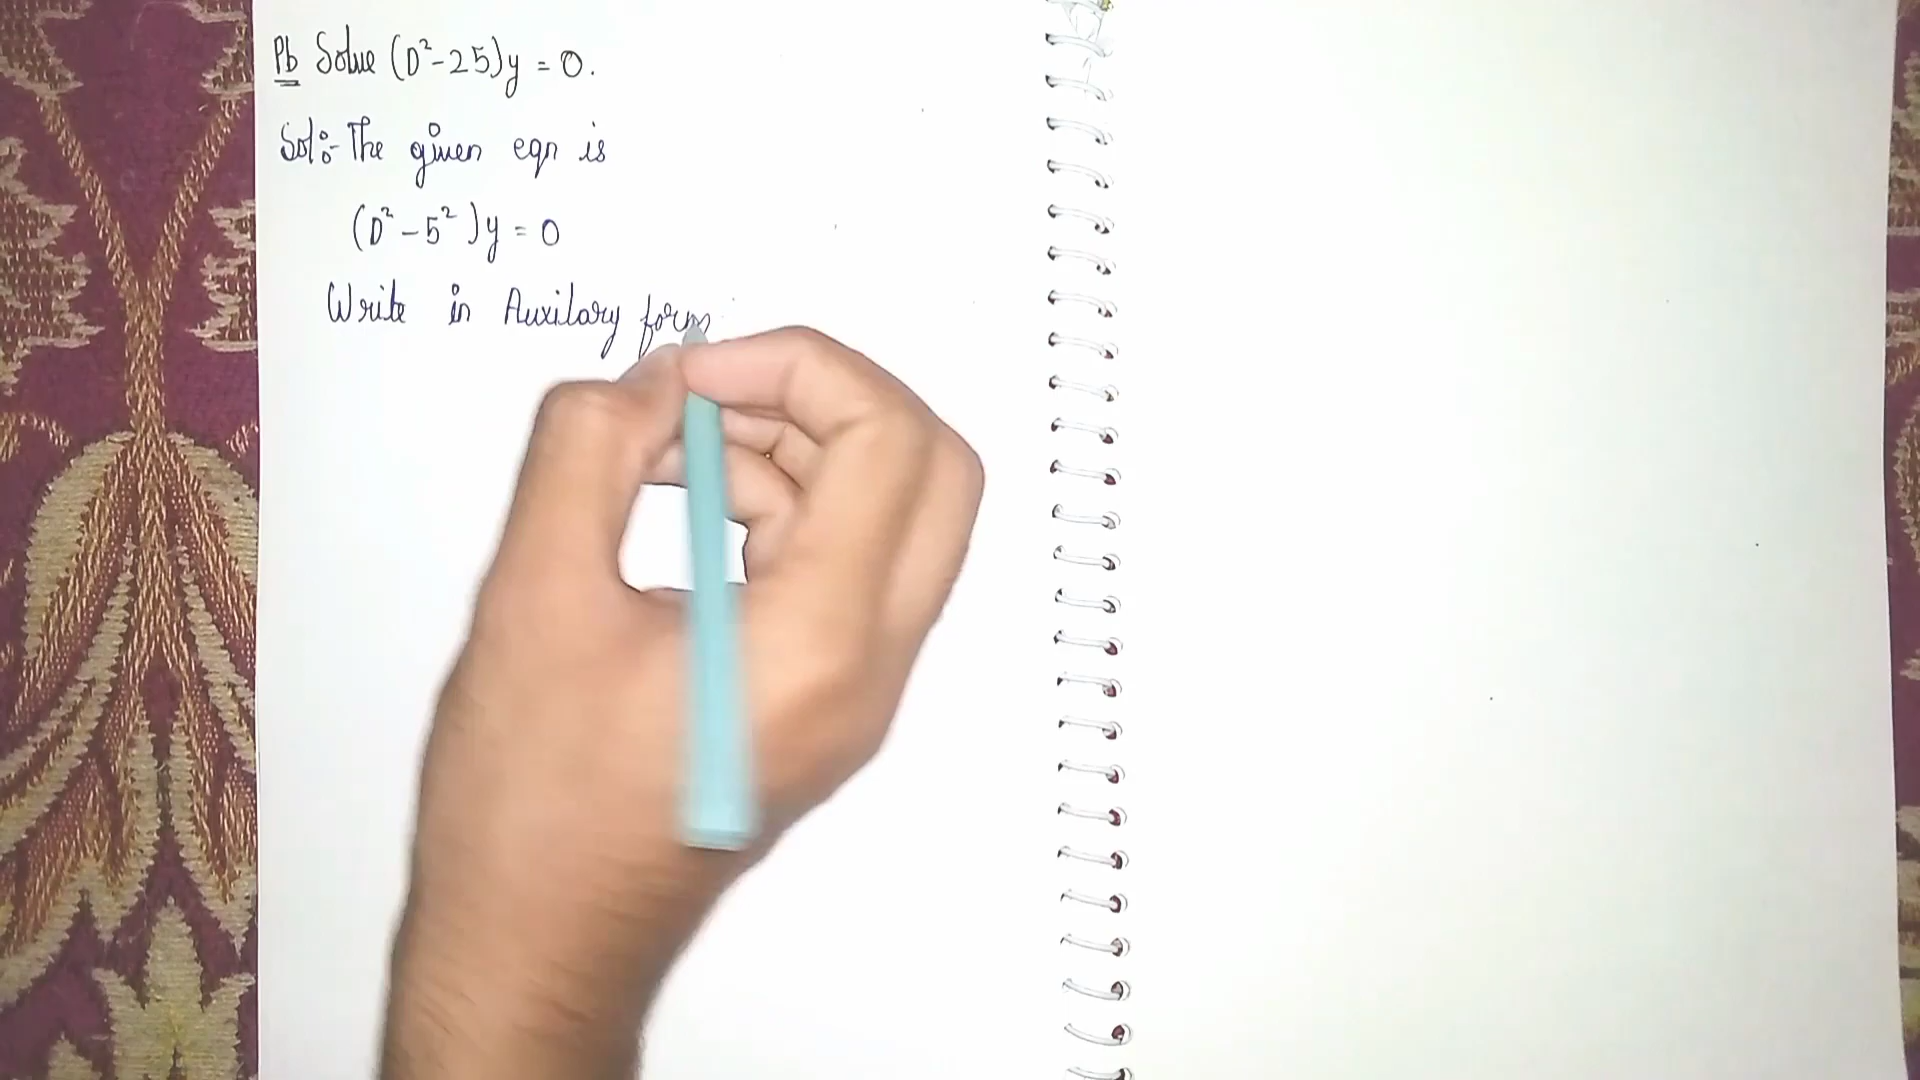 Pb Solve (D²-25)y = 0.
Sol:- The given eqn is
(D² - 5²)y = 0
Write in Auxilary form